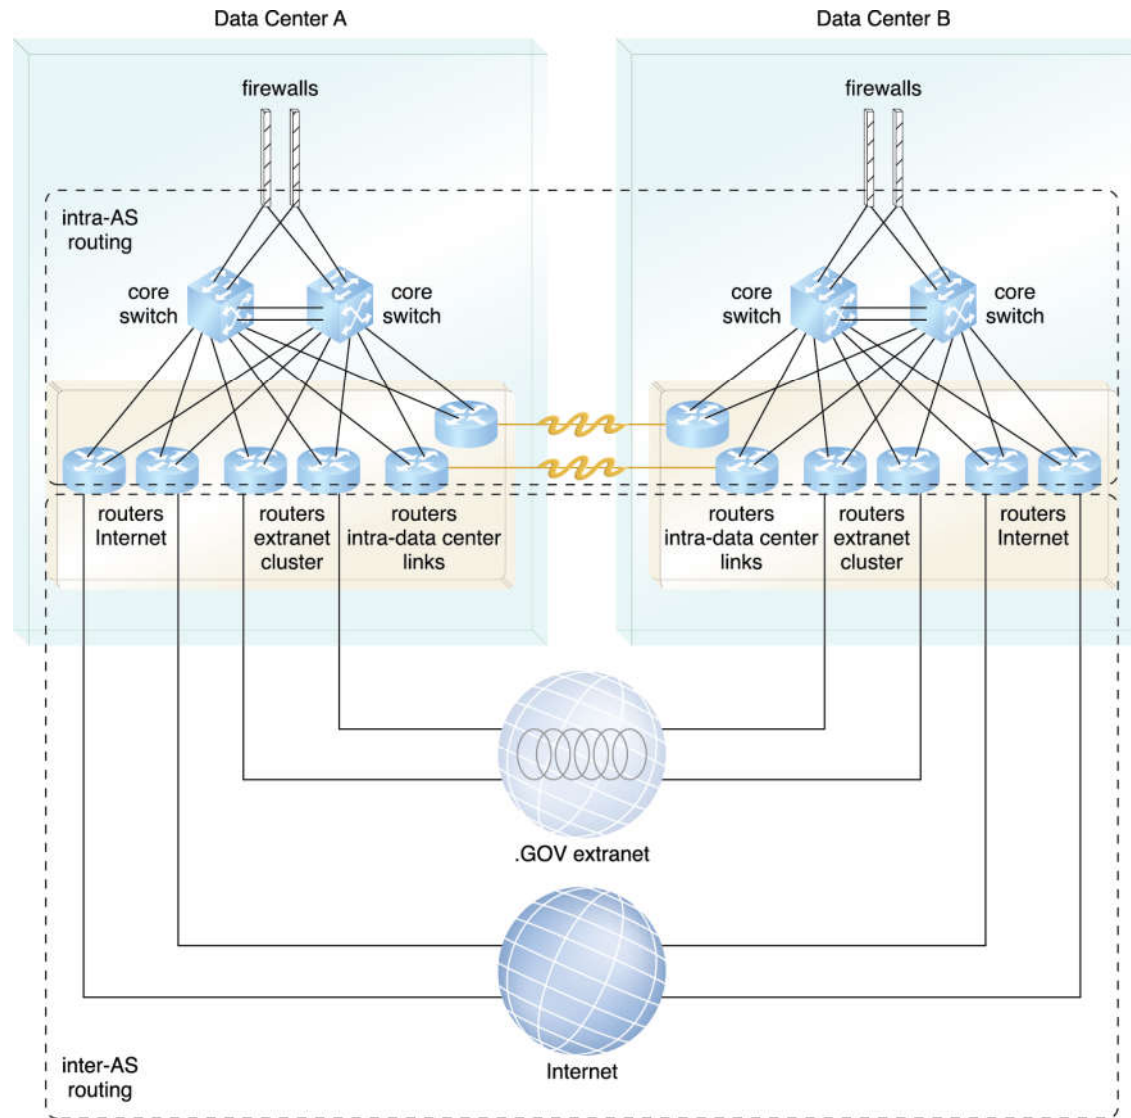 Data Center A
Data Center B
firewalls
firewalls
intra-AS
routing
core
switch
core
switch
core
switch
core
switch
routers
Internet
routers
extranet
cluster
routers
intra-data center
links
routers
intra-data center
links
routers
extranet
cluster
routers
Internet
.GOV extranet
Internet
inter-AS
routing